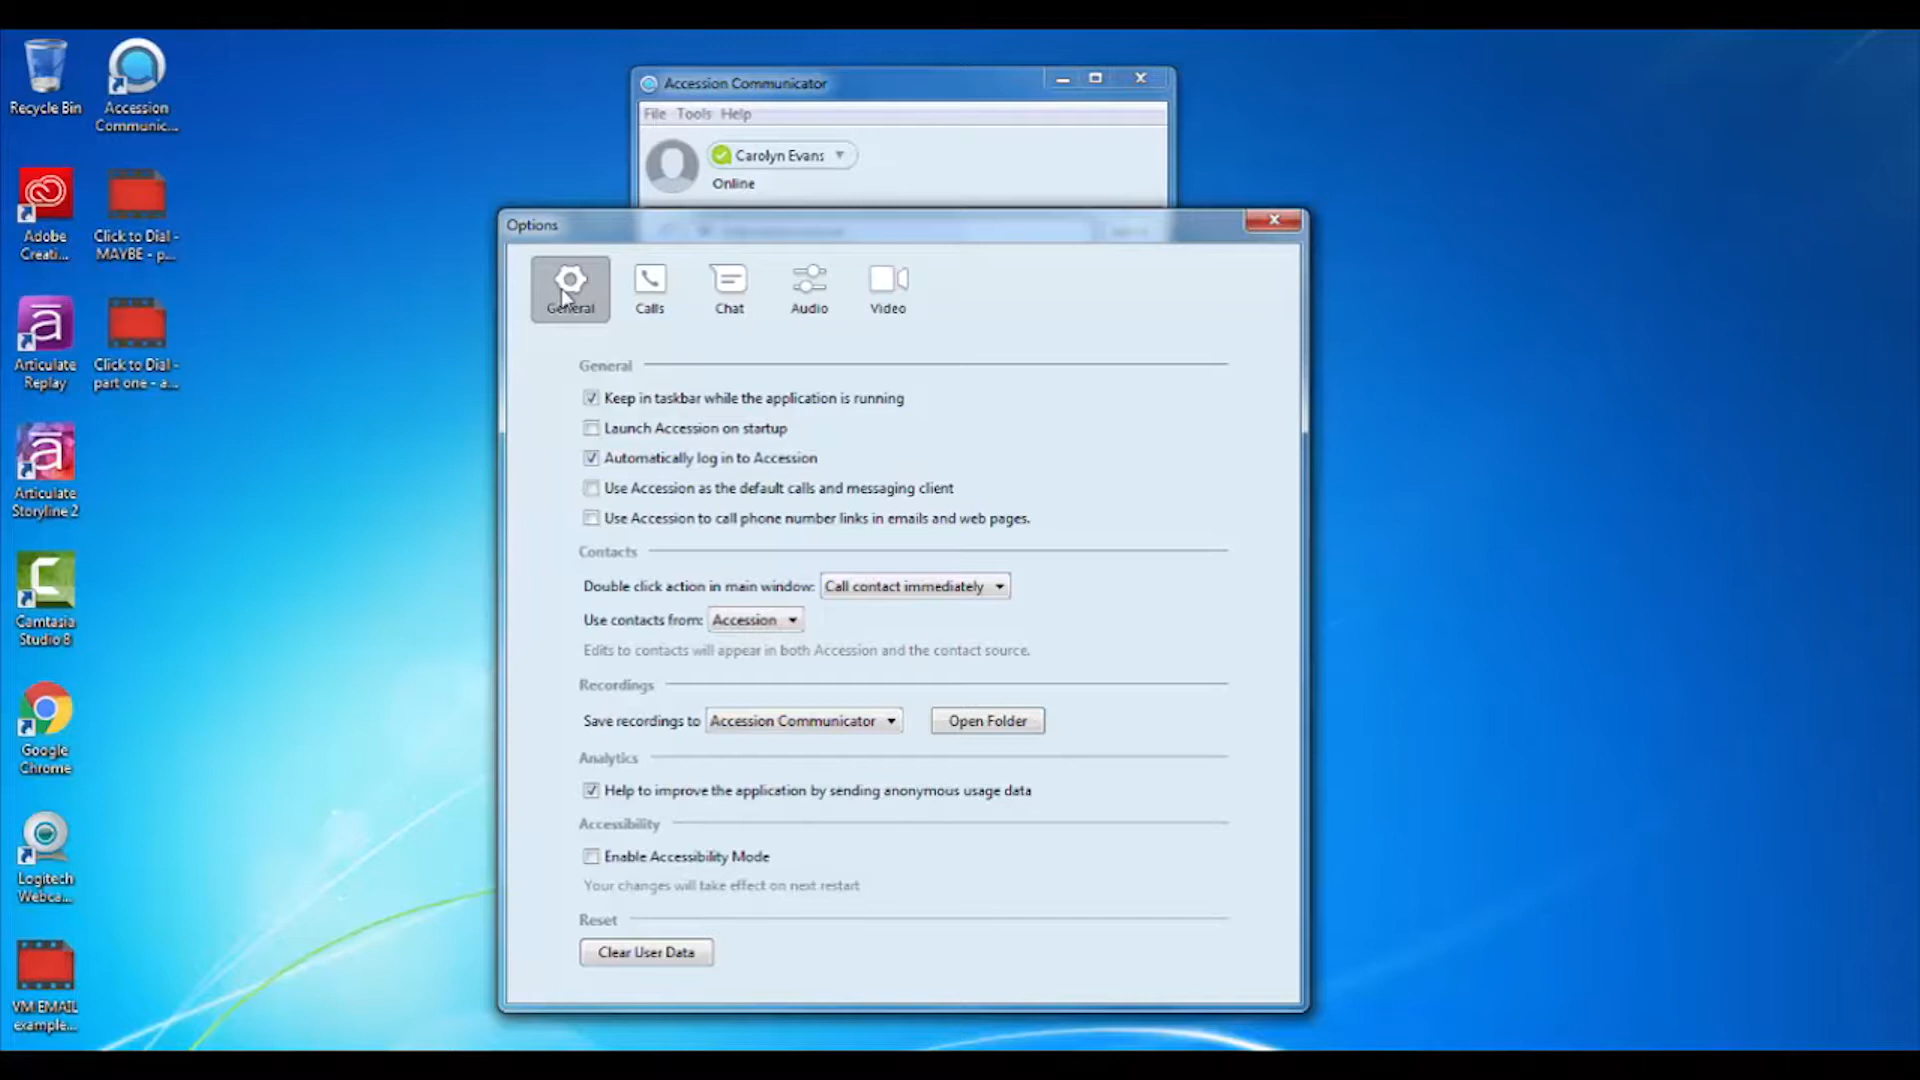 Recycle Bin
Accession
Communic...
Adobe
Creati...
Click to Dial -
MAYBE - p...
Articulate
Replay
Click to Dial -
part one - a...
Articulate
Storyline 2
Camtasia
Studio 8
Google
Chrome
Logitech
Webca...
VM EMAIL
example...
Accession Communicator
File Tools Help
Carolyn Evans
Online
Options
General Calls Chat Audio Video
General
Keep in taskbar while the application is running
Launch Accession on startup
Automatically log in to Accession
Use Accession as the default calls and messaging client
Use Accession to call phone number links in emails and web pages.
Contacts
Double click action in main window: Call contact immediately
Use contacts from: Accession
Edits to contacts will appear in both Accession and the contact source.
Recordings
Save recordings to Accession Communicator Open Folder
Analytics
Help to improve the application by sending anonymous usage data
Accessibility
Enable Accessibility Mode
Your changes will take effect on next restart
Reset
Clear User Data